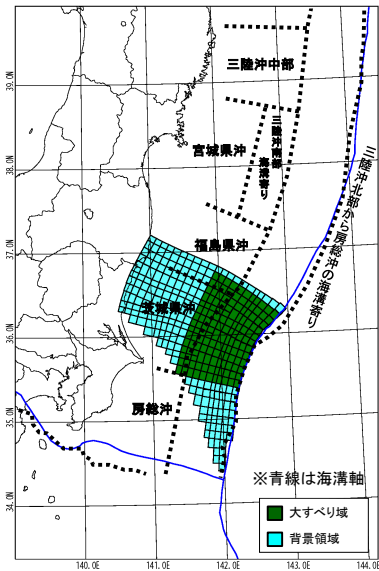 39.0N
三陸沖中部
宮城県沖
三陸沖南部
海溝寄り
38.0N
三陸沖北部から房総沖の海溝寄り
福島県沖
37.0N
茨城県沖
36.0N
房総沖
35.0N
※青線は海溝軸
大すべり域
背景領域
34.0N
140.0E
141.0E
142.0E
143.0E
144.0E